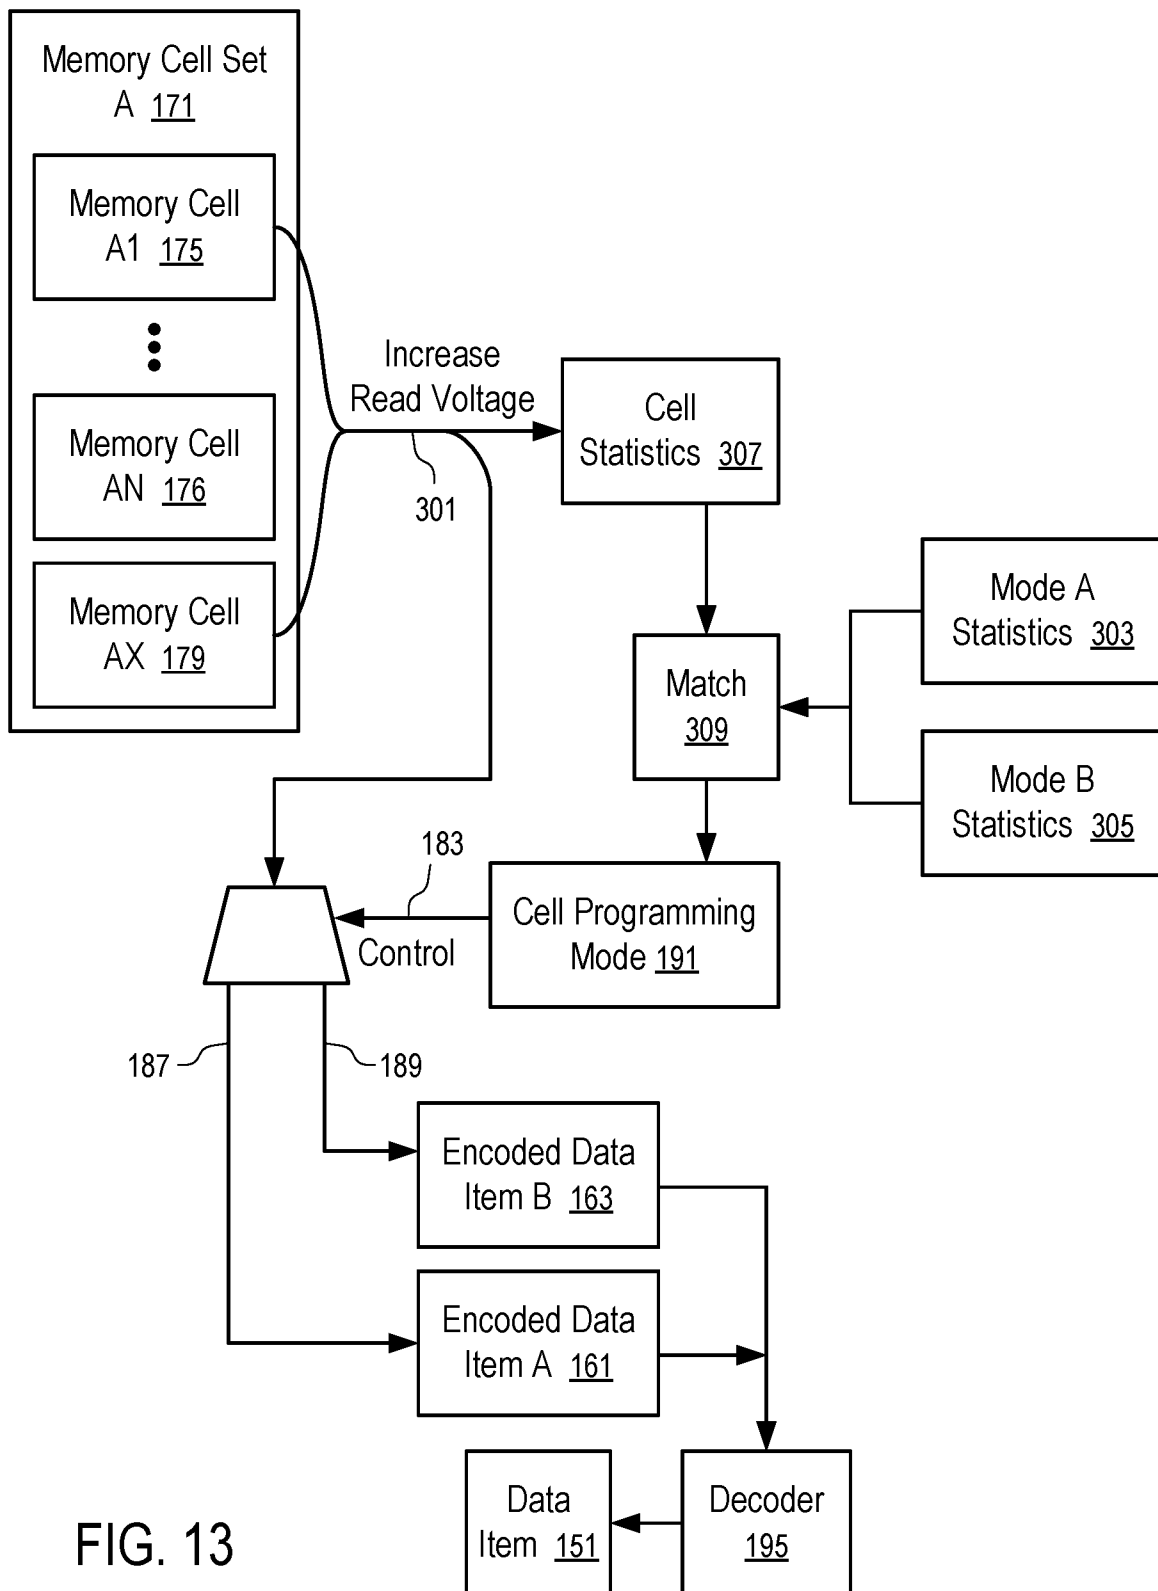 Memory Cell Set
A 171
Memory Cell
A1 175
Memory Cell
AN 176
Memory Cell
AX 179
Increase
Read Voltage
301
Cell
Statistics 307
Mode A
Statistics 303
Match
309
Mode B
Statistics 305
183
Control
Cell Programming
Mode 191
187
189
Encoded Data
Item B 163
Encoded Data
Item A 161
Data
Item 151
Decoder
195
FIG. 13